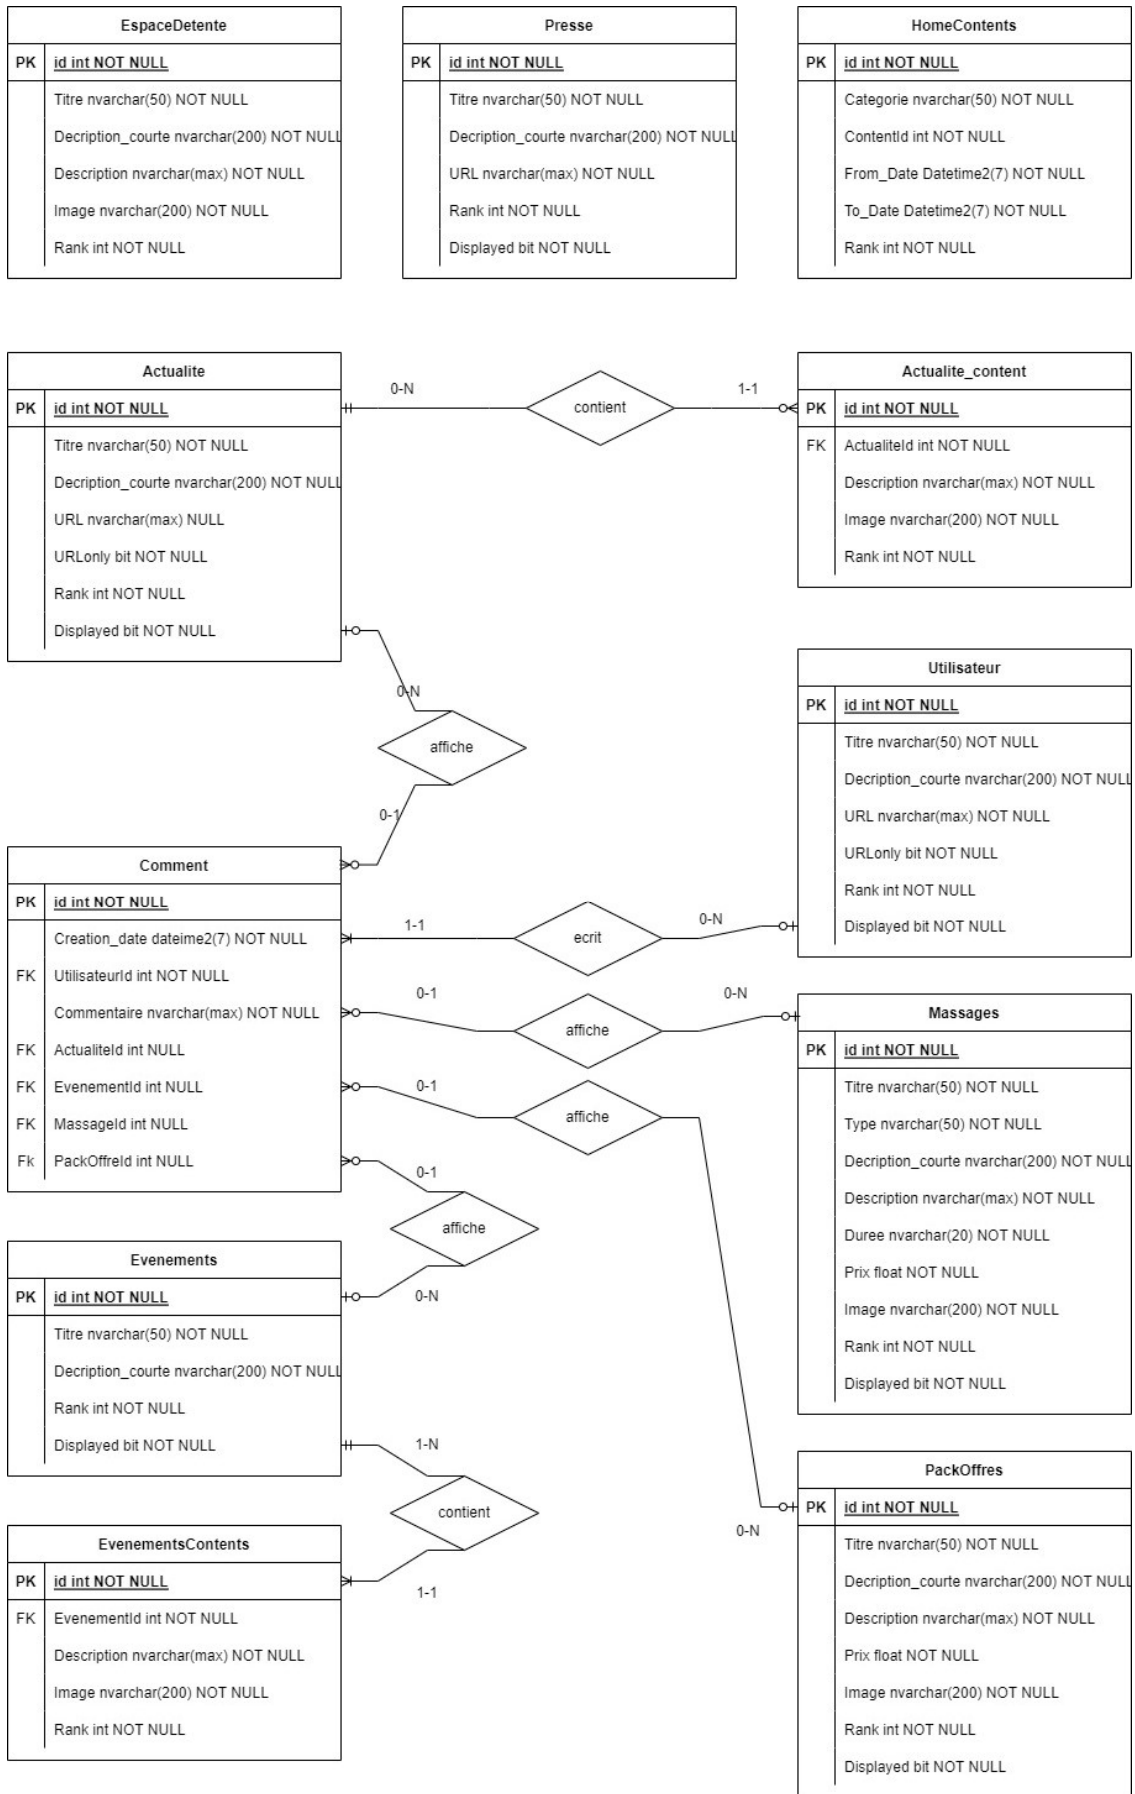 EspaceDetente
PK id int NOT NULL
Titre nvarchar(50) NOT NULL
Decription_courte nvarchar(200) NOT NULL
Description nvarchar(max) NOT NULL
Image nvarchar(200) NOT NULL
Rank int NOT NULL
Presse
PK id int NOT NULL
Titre nvarchar(50) NOT NULL
Decription_courte nvarchar(200) NOT NULL
URL nvarchar(max) NOT NULL
Rank int NOT NULL
Displayed bit NOT NULL
HomeContents
PK id int NOT NULL
Categorie nvarchar(50) NOT NULL
ContentId int NOT NULL
From_Date Datetime2(7) NOT NULL
To_Date Datetime2(7) NOT NULL
Rank int NOT NULL
Actualite
PK id int NOT NULL
Titre nvarchar(50) NOT NULL
Decription_courte nvarchar(200) NOT NULL
URL nvarchar(max) NULL
URLonly bit NOT NULL
Rank int NOT NULL
Displayed bit NOT NULL
0-N
contient
1-1
Actualite_content
PK id int NOT NULL
FK ActualiteId int NOT NULL
Description nvarchar(max) NOT NULL
Image nvarchar(200) NOT NULL
Rank int NOT NULL
0-N
affiche
0-1
Utilisateur
PK id int NOT NULL
Titre nvarchar(50) NOT NULL
Decription_courte nvarchar(200) NOT NULL
URL nvarchar(max) NOT NULL
URLonly bit NOT NULL
Rank int NOT NULL
Displayed bit NOT NULL
Comment
PK id int NOT NULL
Creation_date dateime2(7) NOT NULL
FK UtilisateurId int NOT NULL
Commentaire nvarchar(max) NOT NULL
FK ActualiteId int NULL
FK EvenementId int NULL
FK MassageId int NULL
Fk PackOffreId int NULL
1-1
ecrit
0-N
0-1
affiche
0-N
0-1
affiche
0-N
0-1
affiche
0-N
Massages
PK id int NOT NULL
Titre nvarchar(50) NOT NULL
Type nvarchar(50) NOT NULL
Decription_courte nvarchar(200) NOT NULL
Description nvarchar(max) NOT NULL
Duree nvarchar(20) NOT NULL
Prix float NOT NULL
Image nvarchar(200) NOT NULL
Rank int NOT NULL
Displayed bit NOT NULL
Evenements
PK id int NOT NULL
Titre nvarchar(50) NOT NULL
Decription_courte nvarchar(200) NOT NULL
Rank int NOT NULL
Displayed bit NOT NULL
1-N
contient
1-1
EvenementsContents
PK id int NOT NULL
FK EvenementId int NOT NULL
Description nvarchar(max) NOT NULL
Image nvarchar(200) NOT NULL
Rank int NOT NULL
PackOffres
PK id int NOT NULL
Titre nvarchar(50) NOT NULL
Decription_courte nvarchar(200) NOT NULL
Description nvarchar(max) NOT NULL
Prix float NOT NULL
Image nvarchar(200) NOT NULL
Rank int NOT NULL
Displayed bit NOT NULL